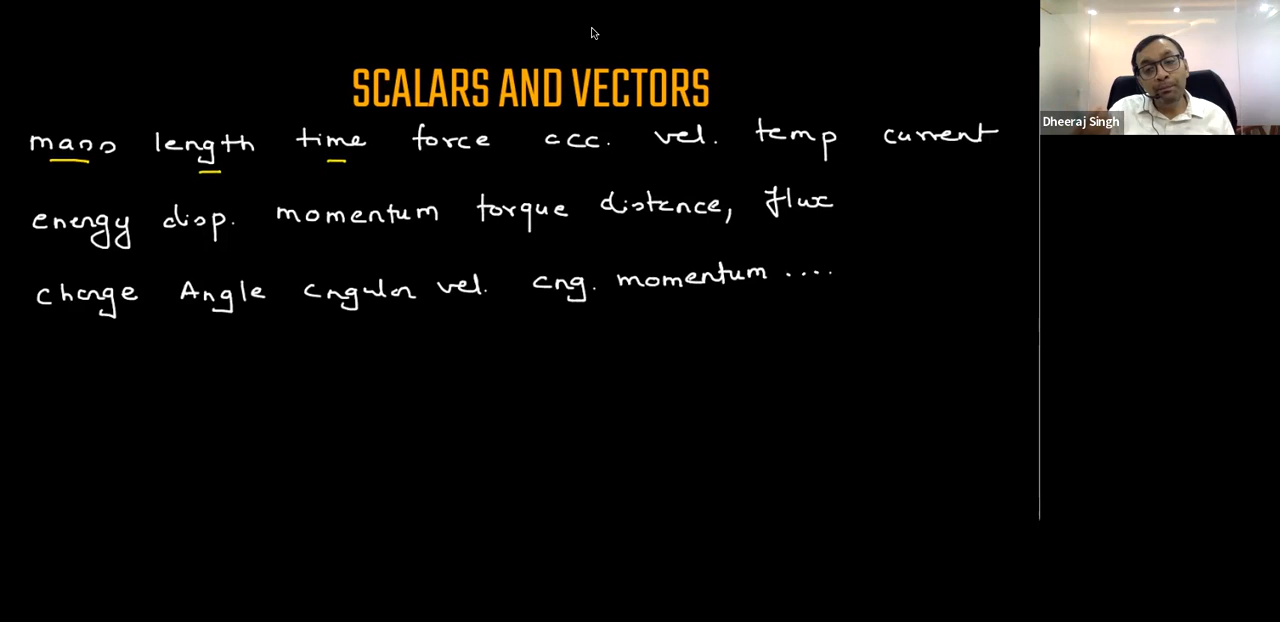 SCALARS AND VECTORS
mass length time force acc. vel. temp current
energy disp. momentum torque distance, flux
charge Angle angular vel. ang. momentum ....
Dheeraj Singh